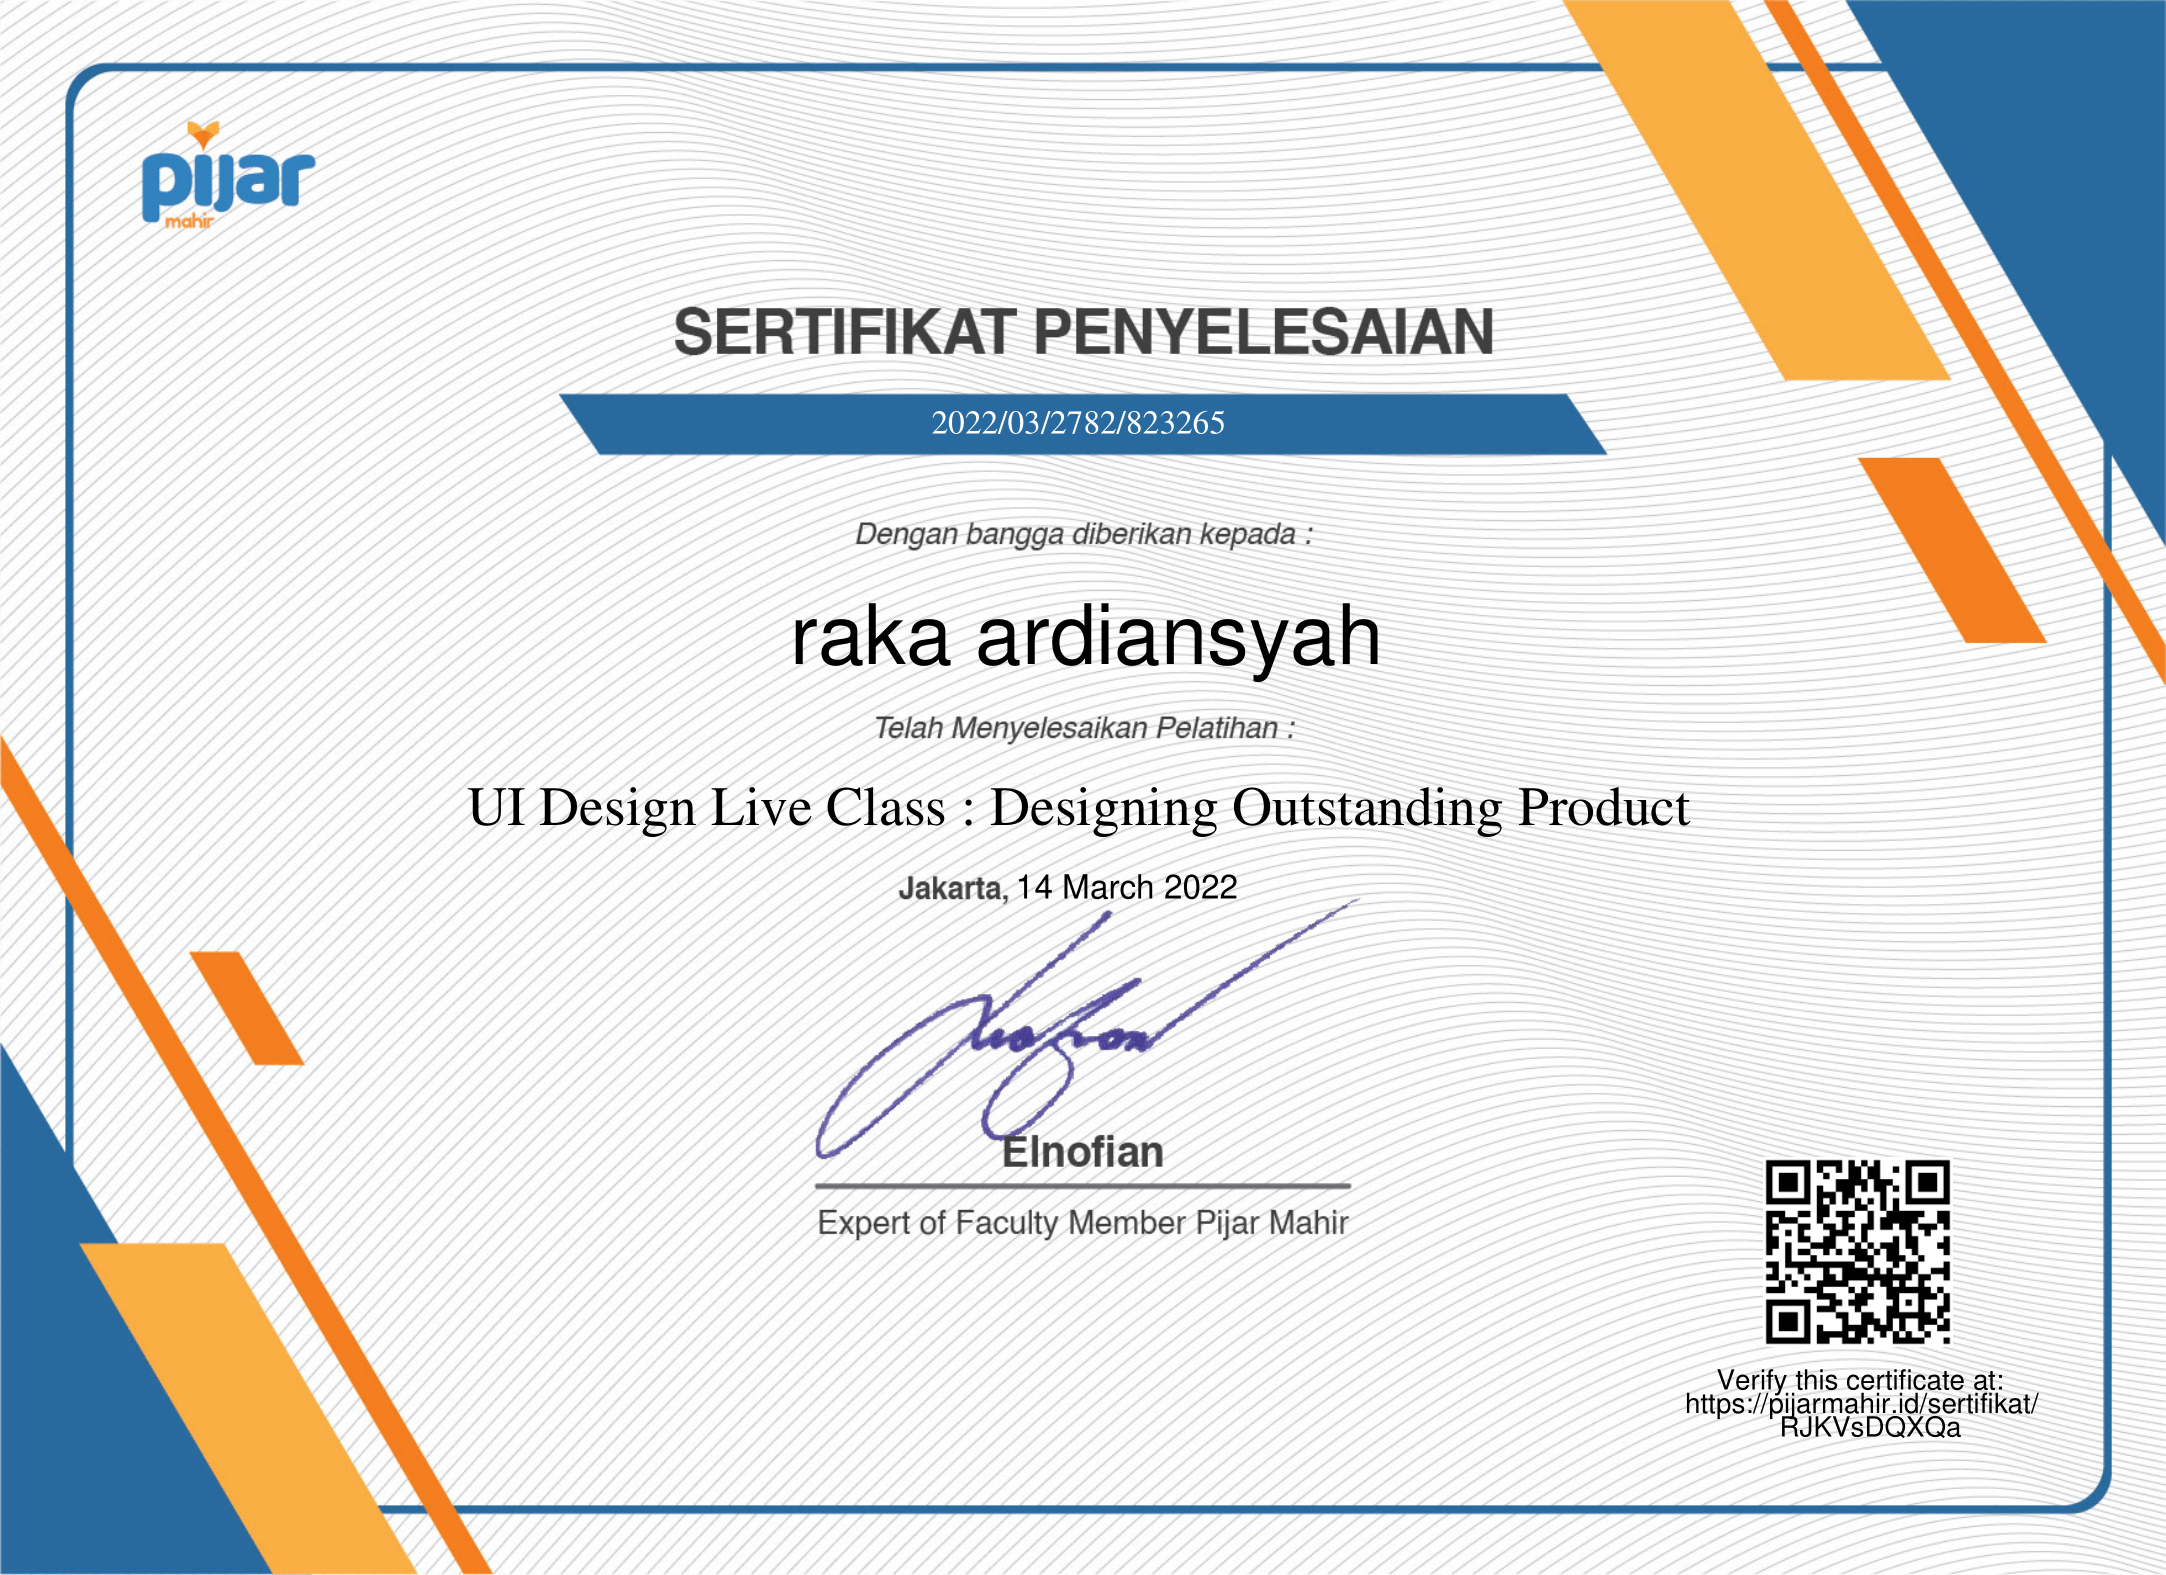 pijar
mahir
SERTIFIKAT PENYELESAIAN
2022/03/2782/823265
Dengan bangga diberikan kepada :
raka ardiansyah
Telah Menyelesaikan Pelatihan :
UI Design Live Class : Designing Outstanding Product
Jakarta, 14 March 2022
Elnofian
Expert of Faculty Member Pijar Mahir
Verify this certificate at:
https://pijarmahir.id/sertifikat/
RJKVsDQXQa